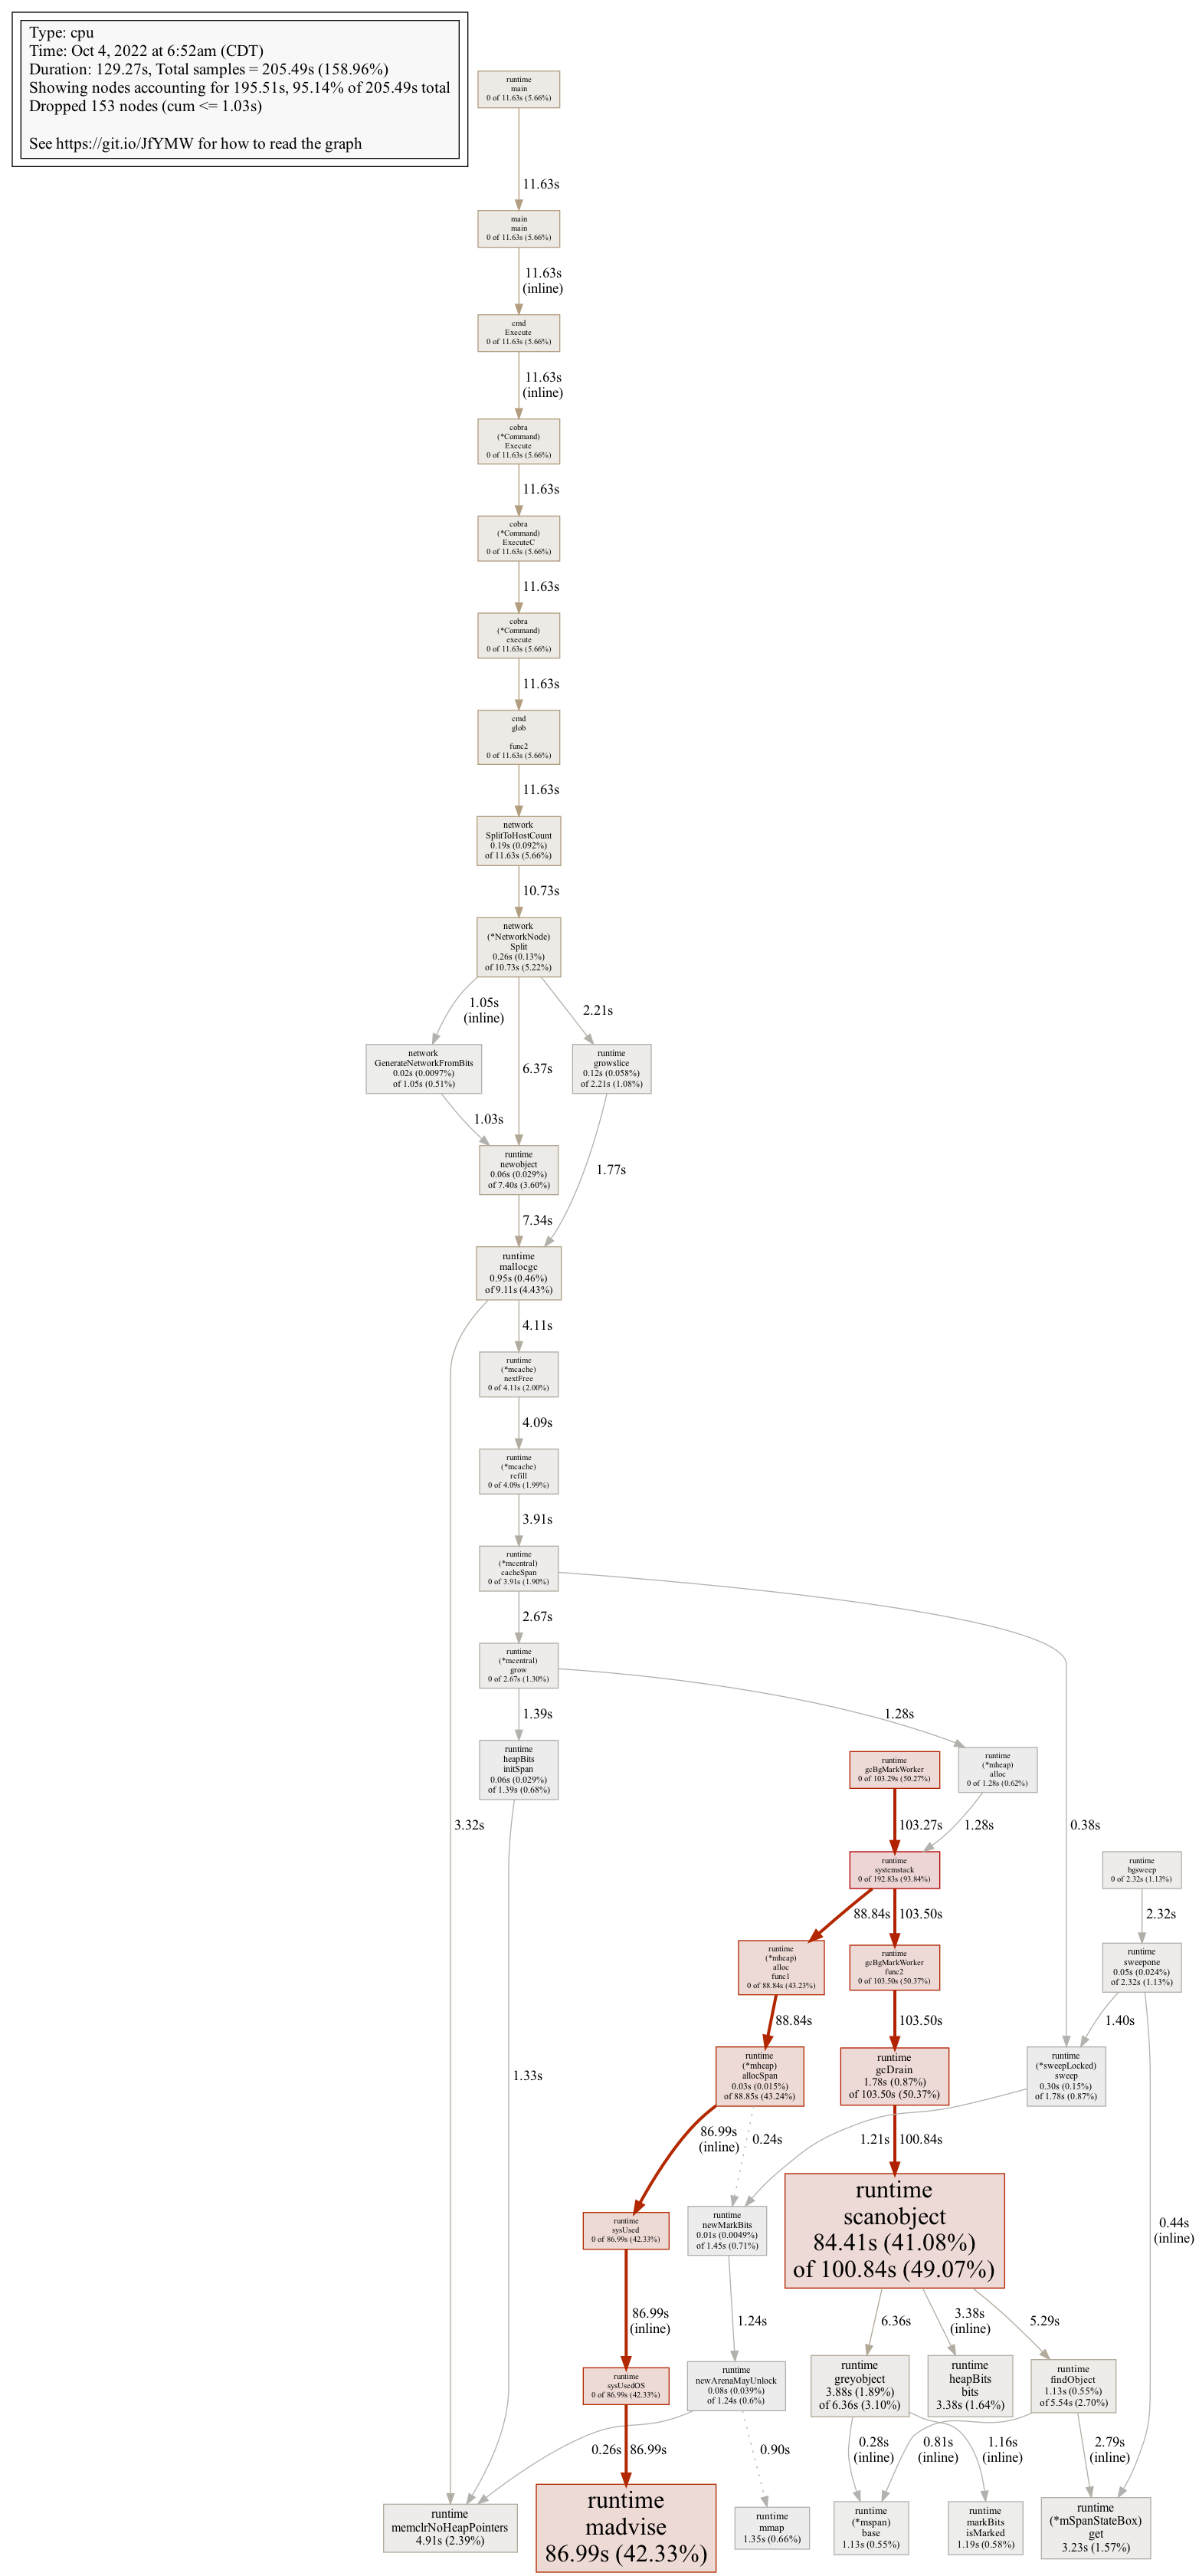 Type: cpu
Time: Oct 4, 2022 at 6:52am (CDT)
Duration: 129.27s, Total samples = 205.49s (158.96%)
Showing nodes accounting for 195.51s, 95.14% of 205.49s total
Dropped 153 nodes (cum <= 1.03s)
See https://git.io/JfYMW for how to read the graph
runtime
main
0 of 11.63s (5.66%)
11.63s
main
main
0 of 11.63s (5.66%)
11.63s
(inline)
cmd
Execute
0 of 11.63s (5.66%)
11.63s
(inline)
cobra
(*Command)
Execute
0 of 11.63s (5.66%)
11.63s
cobra
(*Command)
ExecuteC
0 of 11.63s (5.66%)
11.63s
cobra
(*Command)
execute
0 of 11.63s (5.66%)
11.63s
cmd
glob
func2
0 of 11.63s (5.66%)
11.63s
network
SplitToHostCount
0.19s (0.092%)
of 11.63s (5.66%)
10.73s
network
(*NetworkNode)
Split
0.26s (0.13%)
of 10.73s (5.22%)
1.05s
(inline)
6.37s
2.21s
network
GenerateNetworkFromBits
0.02s (0.0097%)
of 1.05s (0.51%)
runtime
growslice
0.12s (0.058%)
of 2.21s (1.08%)
1.03s
1.77s
runtime
newobject
0.06s (0.029%)
of 7.40s (3.60%)
7.34s
runtime
mallocgc
0.95s (0.46%)
of 9.11s (4.43%)
4.11s
3.32s
runtime
(*mcache)
nextFree
0 of 4.11s (2.00%)
4.09s
runtime
(*mcache)
refill
0 of 4.09s (1.99%)
3.91s
runtime
(*mcentral)
cacheSpan
0 of 3.91s (1.90%)
2.67s
0.38s
runtime
(*mcentral)
grow
0 of 2.67s (1.30%)
1.39s
1.28s
runtime
heapBits
initSpan
0.06s (0.029%)
of 1.39s (0.68%)
1.33s
runtime
gcBgMarkWorker
0 of 103.29s (50.27%)
runtime
(*mheap)
alloc
0 of 1.28s (0.62%)
103.27s
1.28s
runtime
systemstack
0 of 192.83s (93.84%)
runtime
bgsweep
0 of 2.32s (1.13%)
88.84s
103.50s
2.32s
runtime
(*mheap)
alloc
func1
0 of 88.84s (43.23%)
runtime
gcBgMarkWorker
func2
0 of 103.50s (50.37%)
runtime
sweepone
0.05s (0.024%)
of 2.32s (1.13%)
88.84s
103.50s
1.40s
runtime
(*mheap)
allocSpan
0.03s (0.015%)
of 88.85s (43.24%)
runtime
gcDrain
1.78s (0.87%)
of 103.50s (50.37%)
runtime
(*sweepLocked)
sweep
0.30s (0.15%)
of 1.78s (0.87%)
86.99s
(inline)
0.24s
1.21s
100.84s
0.44s
(inline)
runtime
sysUsed
0 of 86.99s (42.33%)
runtime
newMarkBits
0.01s (0.0049%)
of 1.45s (0.71%)
runtime
scanobject
84.41s (41.08%)
of 100.84s (49.07%)
86.99s
(inline)
1.24s
6.36s
3.38s
(inline)
5.29s
runtime
sysUsedOS
0 of 86.99s (42.33%)
runtime
newArenaMayUnlock
0.08s (0.039%)
of 1.24s (0.6%)
runtime
greyobject
3.88s (1.89%)
of 6.36s (3.10%)
runtime
heapBits
bits
3.38s (1.64%)
runtime
findObject
1.13s (0.55%)
of 5.54s (2.70%)
0.26s
86.99s
0.90s
0.28s
(inline)
0.81s
(inline)
1.16s
(inline)
2.79s
(inline)
runtime
memclrNoHeapPointers
4.91s (2.39%)
runtime
madvise
86.99s (42.33%)
runtime
mmap
1.35s (0.66%)
runtime
(*mspan)
base
1.13s (0.55%)
runtime
markBits
isMarked
1.19s (0.58%)
runtime
(*mSpanStateBox)
get
3.23s (1.57%)